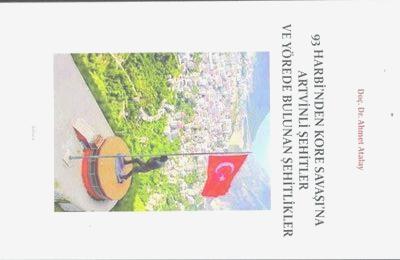 Doç. Dr. Ahmet Atalay
93 HARBİ'NDEN KORE SAVAŞI'NA
ARTVİNLİ ŞEHİTLER
VE YÖREDE BULUNAN ŞEHİTLİKLER